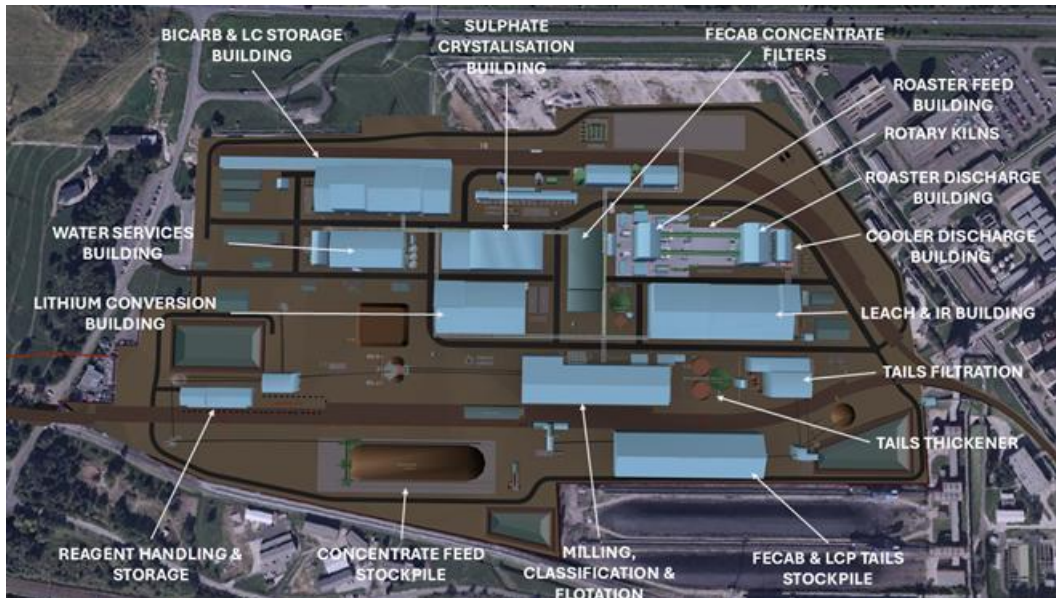 BICARB & LC STORAGE
BUILDING
SULPHATE
CRYSTALISATION
BUILDING
FECAB CONCENTRATE
FILTERS
ROASTER FEED
BUILDING
ROTARY KILNS
ROASTER DISCHARGE
BUILDING
WATER SERVICES
BUILDING
COOLER DISCHARGE
BUILDING
LITHIUM CONVERSION
BUILDING
LEACH & IR BUILDING
TAILS FILTRATION
TAILS THICKENER
REAGENT HANDLING &
STORAGE
CONCENTRATE FEED
STOCKPILE
MILLING,
CLASSIFICATION &
FLOTATION
FECAB & LCP TAILS
STOCKPILE